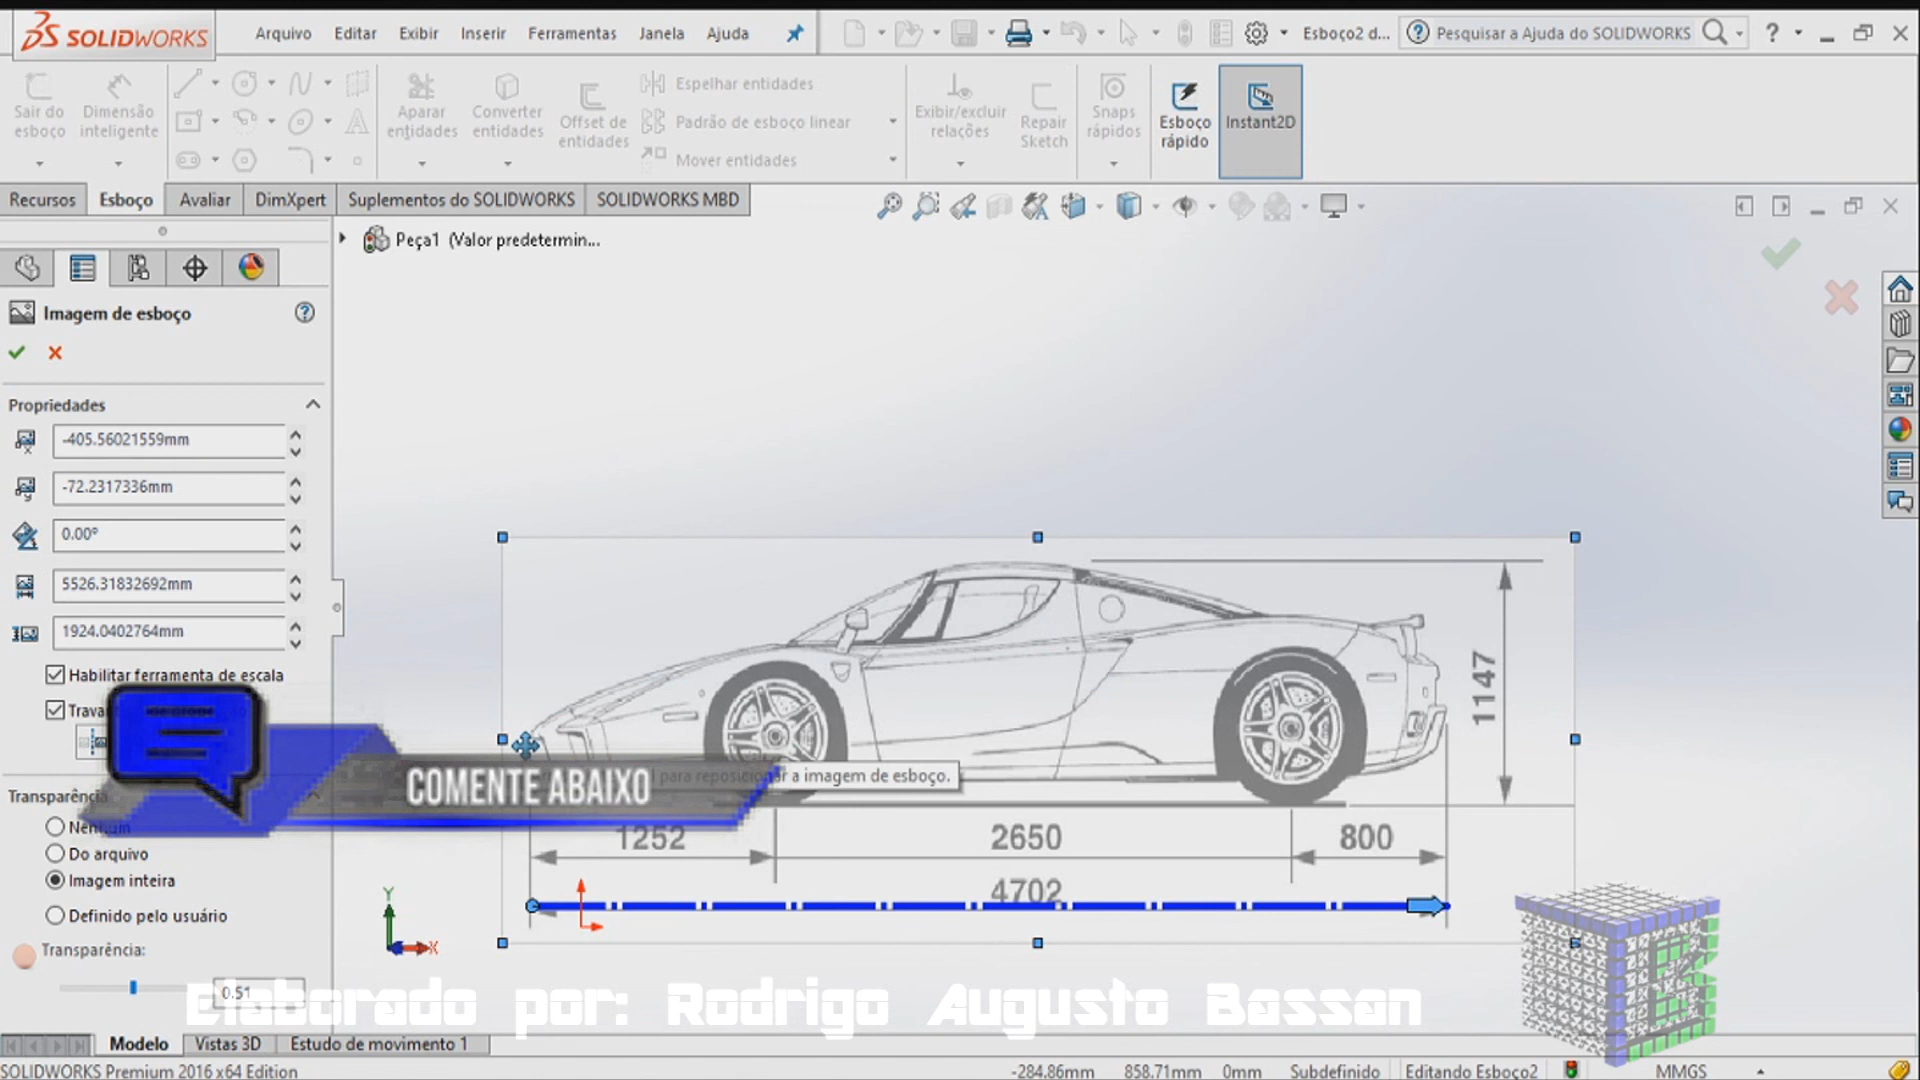 SOLIDWORKS Arquivo Editar Exibir Inserir Ferramentas Janela Ajuda Esboço2 d... Pesquisar a Ajuda do SOLIDWORKS ?
Sair do esboço
Dimensão inteligente
Aparar entidades
Converter entidades
Offset de entidades
Espelhar entidades
Padrão de esboço linear
Mover entidades
Exibir/excluir relações
Repair Sketch
Snaps rápidos
Esboço rápido
Instant2D
Recursos Esboço Avaliar DimXpert Suplementos do SOLIDWORKS SOLIDWORKS MBD
Peça1 (Valor predetermin...
Imagem de esboço
Propriedades
-405.56021559mm
-72.2317336mm
0.00°
5526.31832692mm
1924.0402764mm
Habilitar ferramenta de escala
Trava
Transparência
Nenhum
Do arquivo
Imagem inteira
Definido pelo usuário
Transparência:
0.51
COMENTE ABAIXO
para reposicionar a imagem de esboço.
1147
1252 2650 800
4702
Y
X
Elaborado por: Rodrigo Augusto Bassan
Modelo Vistas 3D Estudo de movimento 1
SOLIDWORKS Premium 2016 x64 Edition -284.86mm 858.71mm 0mm Subdefinido Editando Esboço2 MMGS